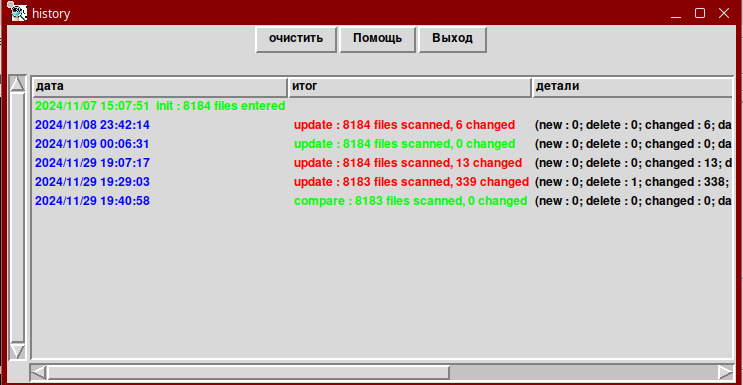 history
очистить Помощь Выход
дата итог детали
2024/11/07 15:07:51 init : 8184 files entered
2024/11/08 23:42:14 update : 8184 files scanned, 6 changed (new : 0; delete : 0; changed : 6; da
2024/11/09 00:06:31 update : 8184 files scanned, 0 changed (new : 0; delete : 0; changed : 0; da
2024/11/29 19:07:17 update : 8184 files scanned, 13 changed (new : 0; delete : 0; changed : 13; d
2024/11/29 19:29:03 update : 8183 files scanned, 339 changed (new : 0; delete : 1; changed : 338;
2024/11/29 19:40:58 compare : 8183 files scanned, 0 changed (new : 0; delete : 0; changed : 0; da